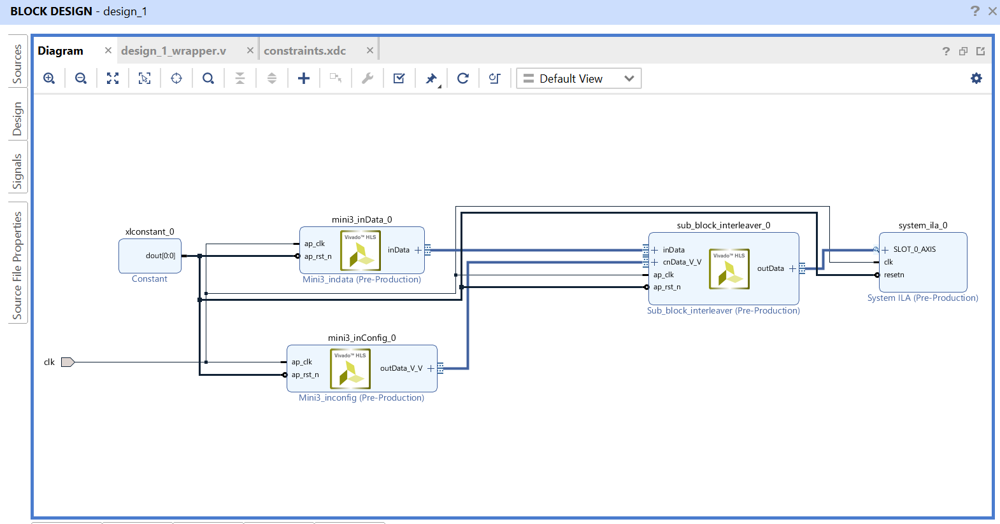 BLOCK DESIGN - design_1
Diagram
design_1_wrapper.v
constraints.xdc
Default View
Sources
Design
Signals
Source File Properties
xlconstant_0
dout[0:0]
Constant
clk
mini3_inData_0
ap_clk
ap_rst_n
Vivado™ HLS
inData
Mini3_indata (Pre-Production)
mini3_inConfig_0
ap_clk
ap_rst_n
Vivado™ HLS
outData_V_V
Mini3_inconfig (Pre-Production)
sub_block_interleaver_0
inData
cnData_V_V
ap_clk
ap_rst_n
Vivado™ HLS
outData
Sub_block_interleaver (Pre-Production)
system_ila_0
SLOT_0_AXIS
clk
resetn
System ILA (Pre-Production)